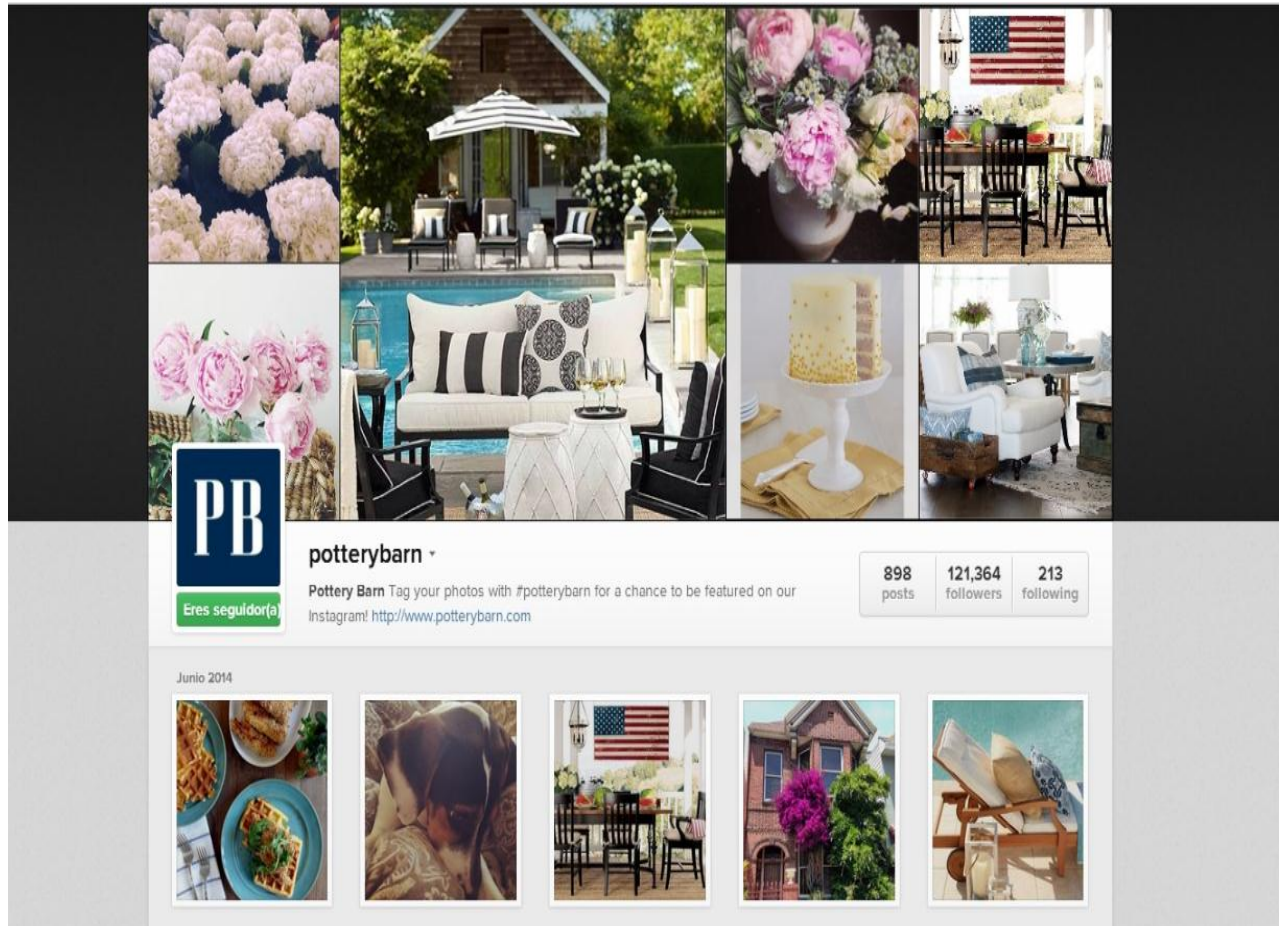 PB
Eres seguidor(a)
potterybarn
Pottery Barn Tag your photos with #potterybarn for a chance to be featured on our
Instagram! http://www.potterybarn.com
898
posts
121,364
followers
213
following
Junio 2014